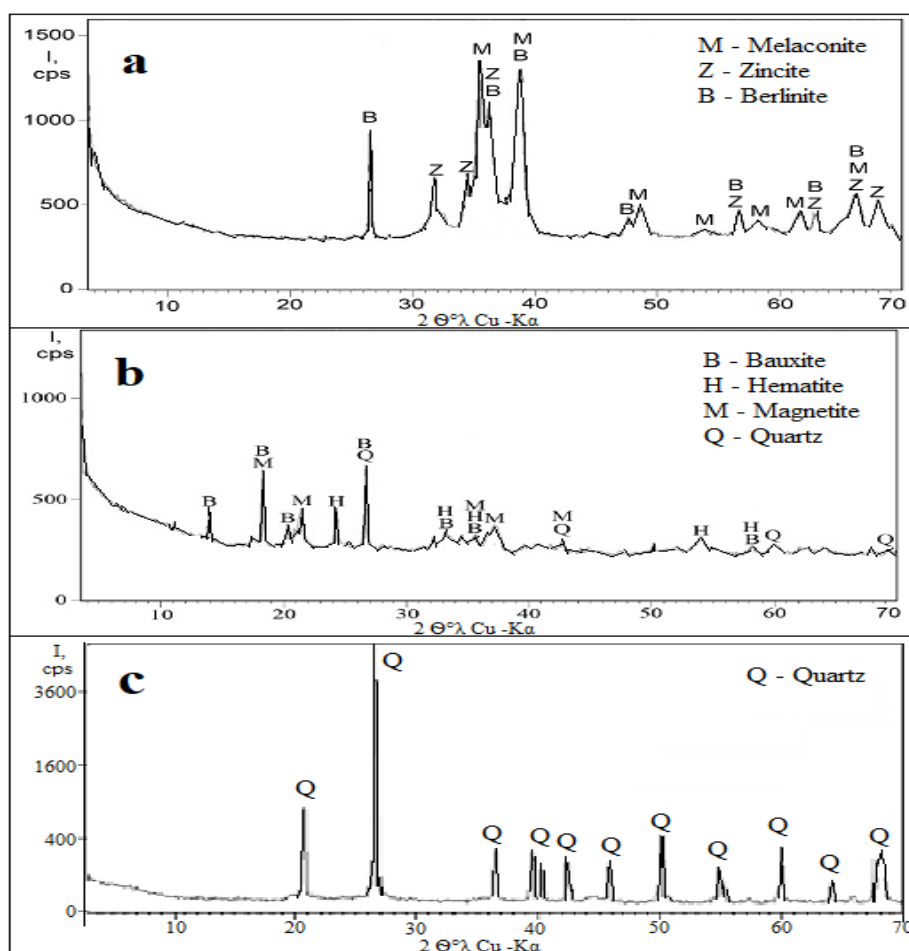 1500
I,
cps
a
M - Melaconite
Z - Zincite
B - Berlinite
1000
500
0
B
Z
Z
M
Z
B
M
B
B
M
M
B
Z
M
M
B
Z
B
M
Z
Z
10
20
30
40
50
60
70
2 Θ°λ Cu -Kα
I,
cps
b
B - Bauxite
H - Hematite
M - Magnetite
Q - Quartz
1000
500
0
B
B
M
B
M
H
B
Q
H
B
M
H
B
M
M
Q
H
H
B
Q
Q
10
20
30
40
50
60
70
2 Θ°λ Cu -Kα
I,
cps
c
Q - Quartz
3600
1600
400
0
Q
Q
Q
Q
Q
Q
Q
Q
Q
Q
Q
10
20
30
40
50
60
70
2 Θ°λ Cu -Kα